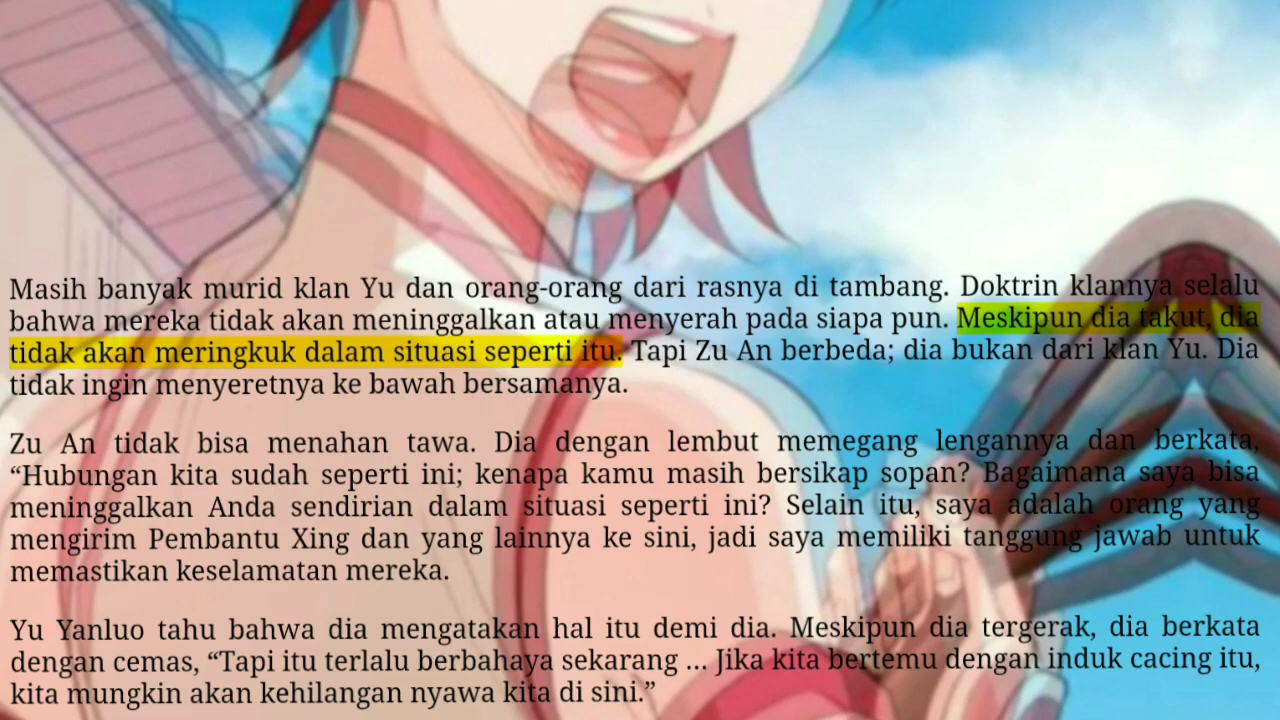 Masih banyak murid klan Yu dan orang-orang dari rasnya di tambang. Doktrin klannya selalu
bahwa mereka tidak akan meninggalkan atau menyerah pada siapa pun. Meskipun dia takut, dia
tidak akan meringkuk dalam situasi seperti itu. Tapi Zu An berbeda; dia bukan dari klan Yu. Dia
tidak ingin menyeretnya ke bawah bersamanya.
Zu An tidak bisa menahan tawa. Dia dengan lembut memegang lengannya dan berkata,
“Hubungan kita sudah seperti ini; kenapa kamu masih bersikap sopan? Bagaimana saya bisa
meninggalkan Anda sendirian dalam situasi seperti ini? Selain itu, saya adalah orang yang
mengirim Pembantu Xing dan yang lainnya ke sini, jadi saya memiliki tanggung jawab untuk
memastikan keselamatan mereka.
Yu Yanluo tahu bahwa dia mengatakan hal itu demi dia. Meskipun dia tergerak, dia berkata
dengan cemas, “Tapi itu terlalu berbahaya sekarang ... Jika kita bertemu dengan induk cacing itu,
kita mungkin akan kehilangan nyawa kita di sini.”